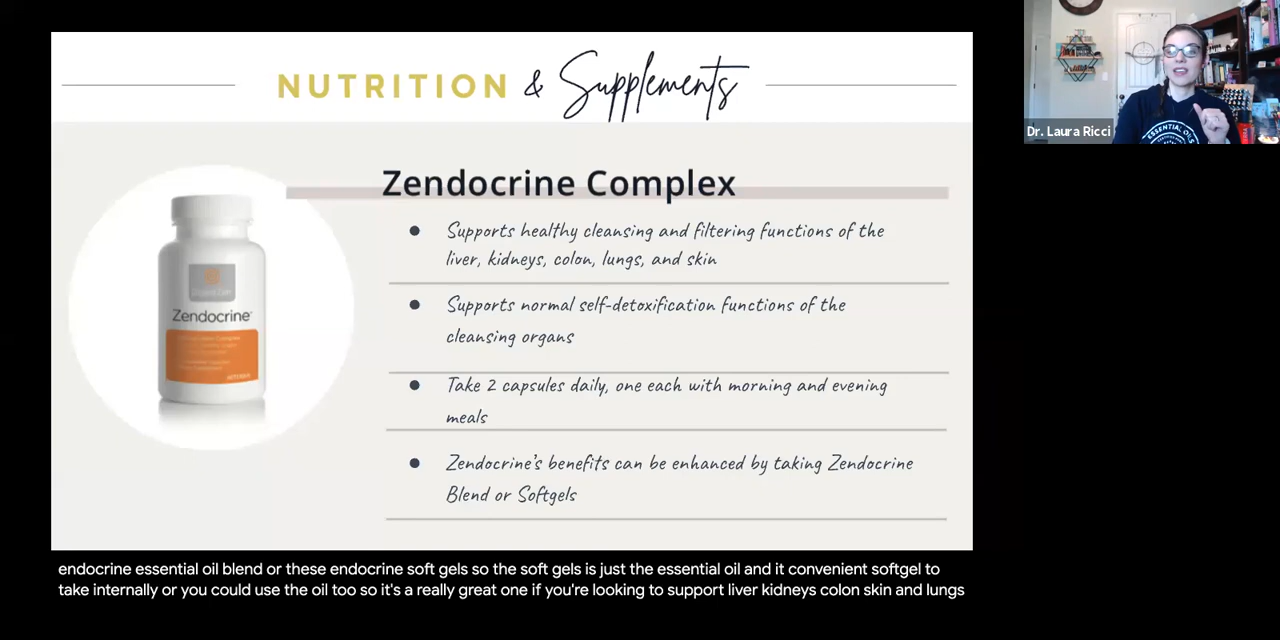 NUTRITION & Supplements
Dr. Laura Ricci
ESSENTIAL OILS
Zendocrine Complex
Supports healthy cleansing and filtering functions of the
liver, kidneys, colon, lungs, and skin
Supports normal self-detoxification functions of the
cleansing organs
Zendocrine
Take 2 capsules daily, one each with morning and evening
meals
Zendocrine's benefits can be enhanced by taking Zendocrine
Blend or Softgels
endocrine essential oil blend or these endocrine soft gels so the soft gels is just the essential oil and it convenient softgel to
take internally or you could use the oil too so it's a really great one if you're looking to support liver kidneys colon skin and lungs